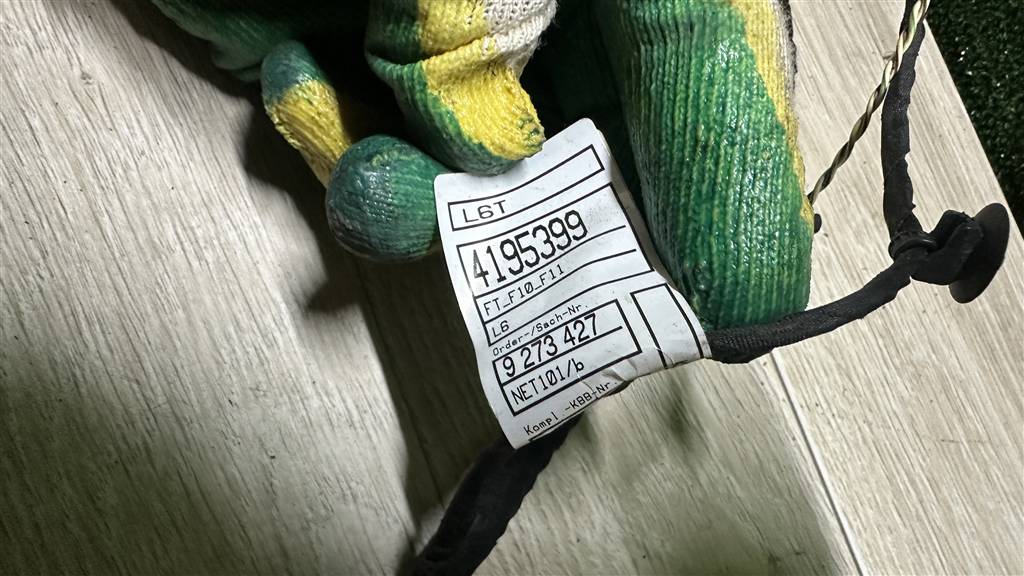 L6T
4195399
FT_F10_F11
L6
Order-/Sach-Nr.
9 273 427
NET101/b
Kompl.-KBB-Nr.